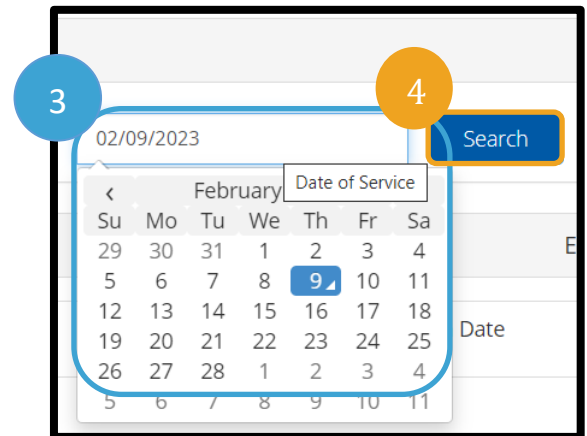 3
4
02/09/2023
Search
‹ February
Date of Service
Su Mo Tu We Th Fr Sa
29 30 31 1 2 3 4
5 6 7 8 9 10 11
12 13 14 15 16 17 18
19 20 21 22 23 24 25
26 27 28 1 2 3 4
5 6 7 8 9 10 11
E
Date